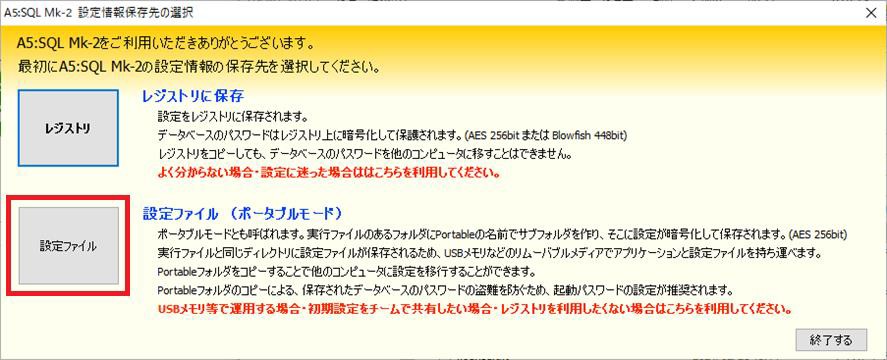 A5:SQL Mk-2 設定情報保存先の選択
A5:SQL Mk-2をご利用いただきありがとうございます。
最初にA5:SQL Mk-2の設定情報の保存先を選択してください。
レジストリ
レジストリに保存
設定をレジストリに保存されます。
データベースのパスワードはレジストリ上に暗号化して保護されます。(AES 256bit または Blowfish 448bit)
レジストリをコピーしても、データベースのパスワードを他のコンピュータに移すことはできません。
よく分からない場合・設定に迷った場合ははこちらを利用してください。
設定ファイル
設定ファイル (ポータブルモード)
ポータブルモードとも呼ばれます。実行ファイルのあるフォルダにPortableの名前でサブフォルダを作り、そこに設定が暗号化して保存されます。(AES 256bit)
実行ファイルと同じディレクトリに設定ファイルが保存されるため、USBメモリなどのリムーバブルメディアでアプリケーションと設定ファイルを持ち運べます。
Portableフォルダをコピーすることで他のコンピュータに設定を移行することができます。
Portableフォルダのコピーによる、保存されたデータベースのパスワードの盗難を防ぐため、起動パスワードの設定が推奨されます。
USBメモリ等で運用する場合・初期設定をチームで共有したい場合・レジストリを利用したくない場合はこちらを利用してください。
終了する